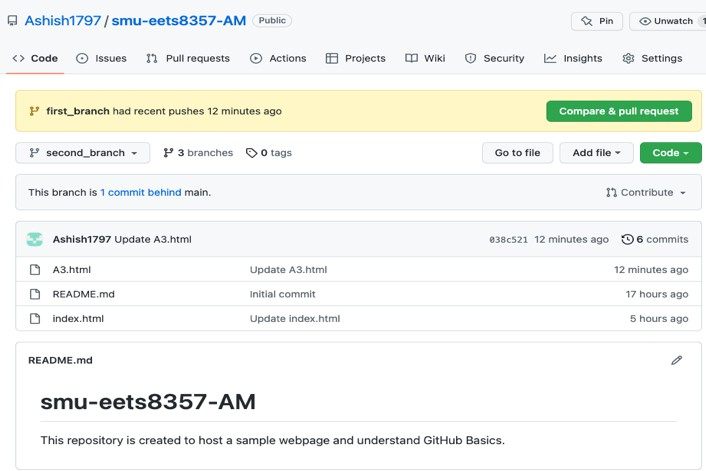 Ashish1797 / smu-eets8357-AM Public Pin Unwatch 1
Code Issues Pull requests Actions Projects Wiki Security Insights Settings
first_branch had recent pushes 12 minutes ago Compare & pull request
second_branch 3 branches 0 tags Go to file Add file Code
This branch is 1 commit behind main. Contribute
Ashish1797 Update A3.html 038c521 12 minutes ago 6 commits
A3.html Update A3.html 12 minutes ago
README.md Initial commit 17 hours ago
index.html Update index.html 5 hours ago
README.md
smu-eets8357-AM
This repository is created to host a sample webpage and understand GitHub Basics.